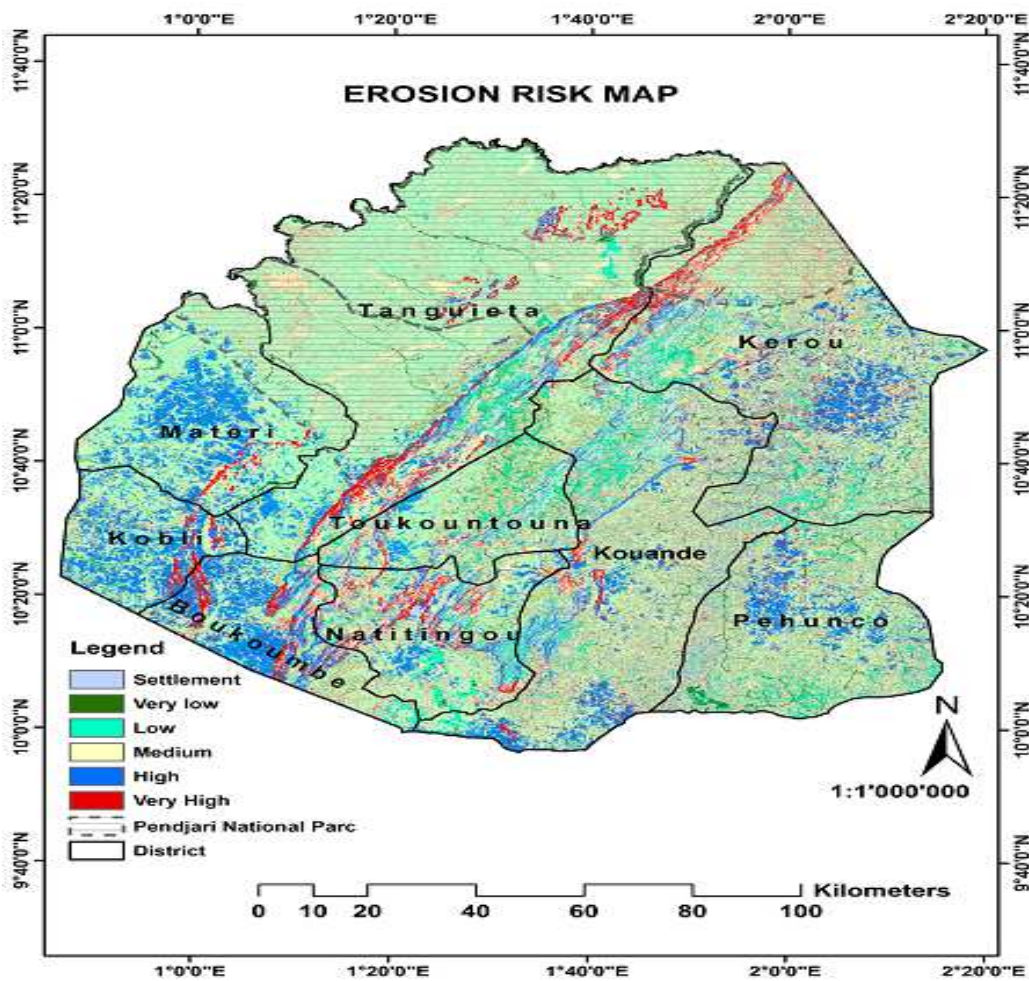 1°0'0"E 1°20'0"E 1°40'0"E 2°0'0"E 2°20'0"E
11°40'0"N 11°40'0"N
EROSION RISK MAP
11°20'0"N 11°20'0"N
Tanguieta
11°0'0"N 11°0'0"N
Kerou
Materi
10°40'0"N 10°40'0"N
Toukountouna
Kobli
Kouande
10°20'0"N 10°20'0"N
Boukoumbe
Natitingou
Pehunco
Legend
Settlement
Very low
Low
Medium
High
Very High
Pendjari National Parc
District
10°0'0"N 10°0'0"N
N
1:1'000'000
9°40'0"N 9°40'0"N
Kilometers
0 10 20 40 60 80 100
1°0'0"E 1°20'0"E 1°40'0"E 2°0'0"E 2°20'0"E